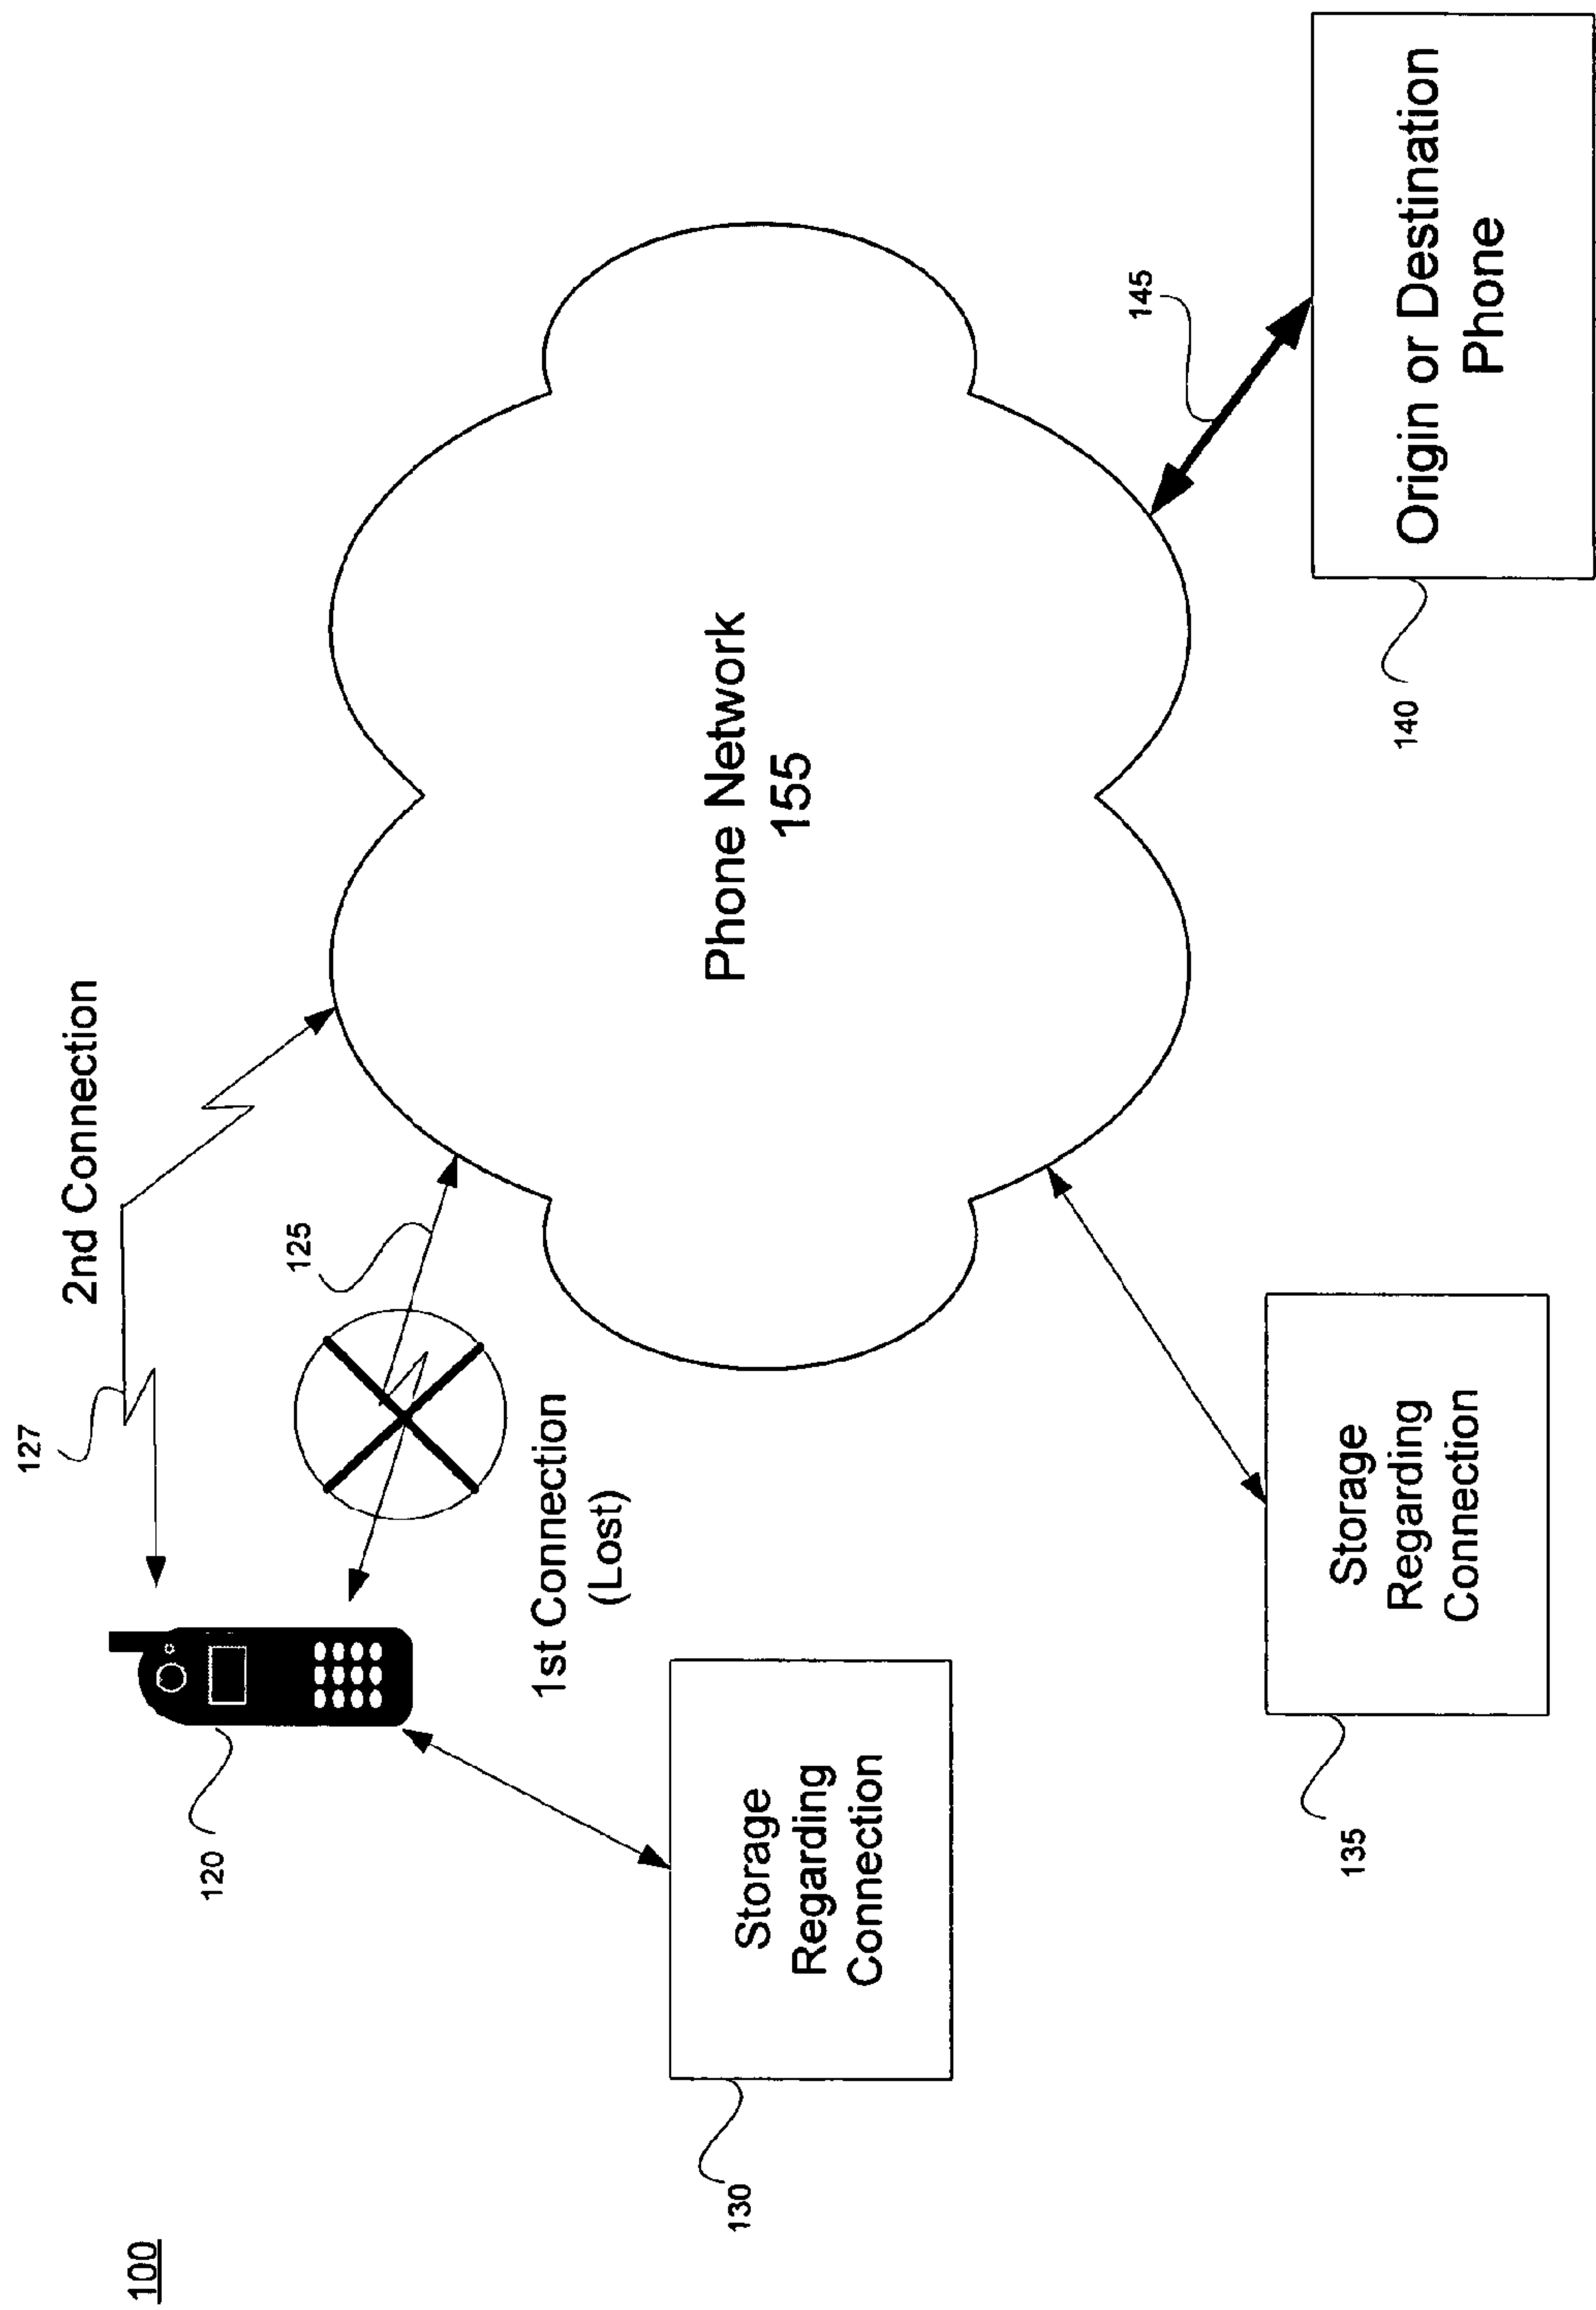 100
127
2nd Connection
125
120
1st Connection
(Lost)
130
Storage
Regarding
Connection
Phone Network
155
145
135
Storage
Regarding
Connection
140
Origin or Destination
Phone